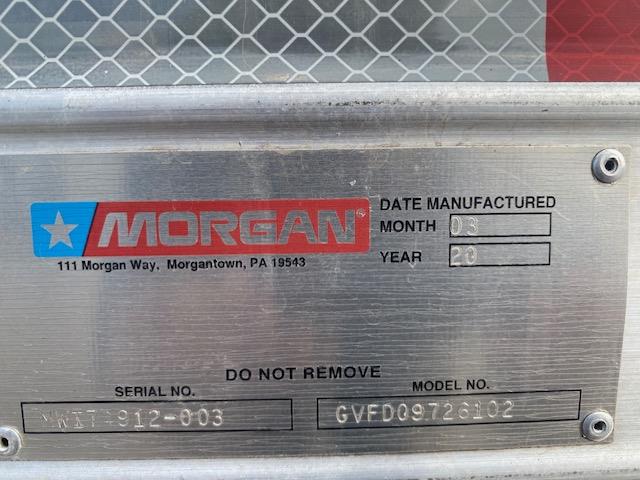 MORGAN®
111 Morgan Way, Morgantown, PA 19543
DATE MANUFACTURED
MONTH 03
YEAR 20
DO NOT REMOVE
SERIAL NO.
MODEL NO.
GVFD09726102